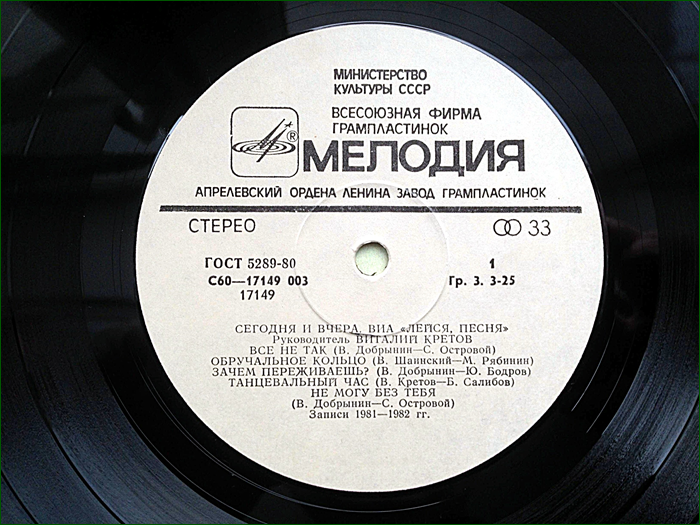 МИНИСТЕРСТВО
КУЛЬТУРЫ СССР
ВСЕСОЮЗНАЯ ФИРМА
ГРАМПЛАСТИНОК
® МЕЛОДИЯ
АПРЕЛЕВСКИЙ ОРДЕНА ЛЕНИНА ЗАВОД ГРАМПЛАСТИНОК
СТЕРЕО 33
ГОСТ 5289-80 1
С60—17149 003 Гр. 3. 3-25
17149
СЕГОДНЯ И ВЧЕРА. ВИА «ЛЕЙСЯ, ПЕСНЯ»
Руководитель ВИТАЛИЙ КРЕТОВ
ВСЕ НЕ ТАК (В. Добрынин—С. Островой)
ОБРУЧАЛЬНОЕ КОЛЬЦО (В. Шаинский—М. Рябинин)
ЗАЧЕМ ПЕРЕЖИВАЕШЬ? (В. Добрынин—Ю. Бодров)
ТАНЦЕВАЛЬНЫЙ ЧАС (В. Кретов—Б. Салибов)
НЕ МОГУ БЕЗ ТЕБЯ
(В. Добрынин—С. Островой)
Записи 1981—1982 гг.